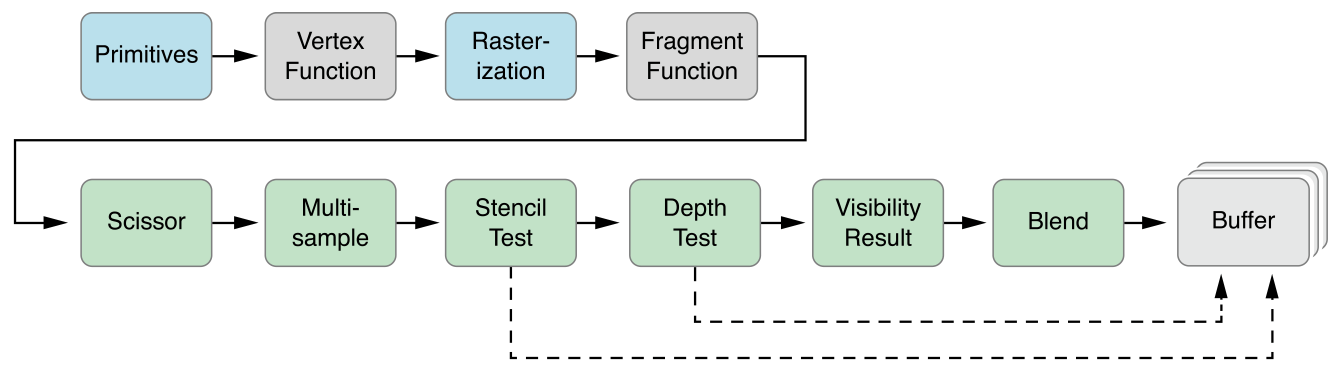 Primitives
Vertex
Function
Raster-
ization
Fragment
Function
Scissor
Multi-
sample
Stencil
Test
Depth
Test
Visibility
Result
Blend
Buffer